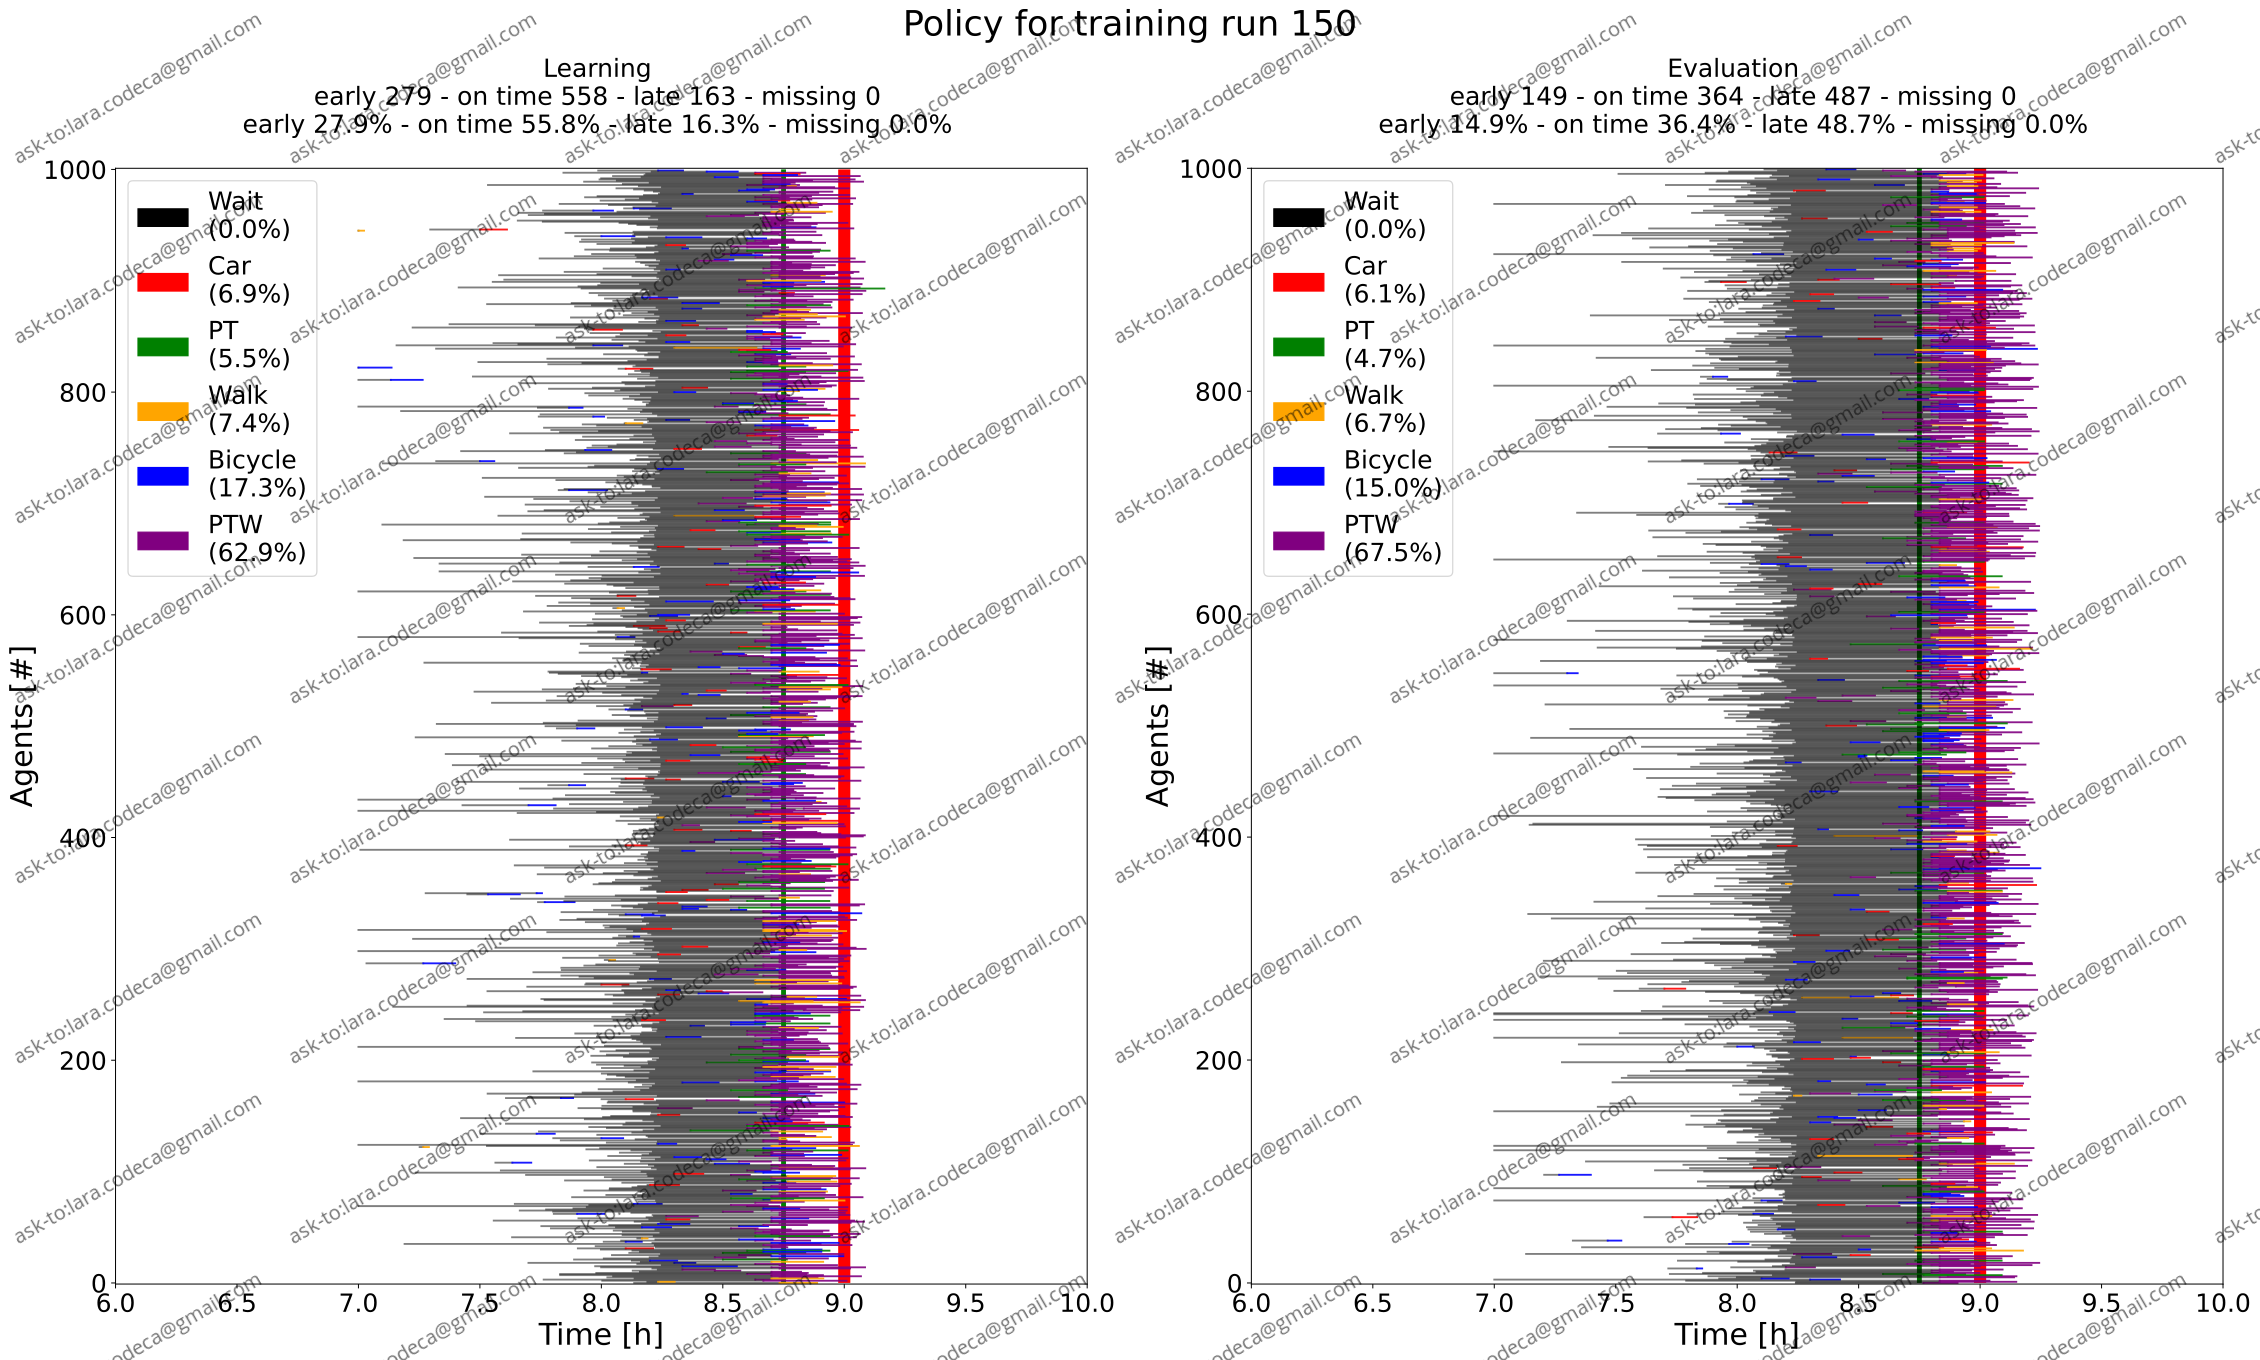 Policy for training run 150
Learning
early 279 - on time 558 - late 163 - missing 0
early 27.9% - on time 55.8% - late 16.3% - missing 0.0%
1000
800
600
400
200
0
Agents [#]
Wait
(0.0%)
Car
(6.9%)
PT
(5.5%)
Walk
(7.4%)
Bicycle
(17.3%)
PTW
(62.9%)
6.0 6.5 7.0 7.5 8.0 8.5 9.0 9.5 10.0
Time [h]
Evaluation
early 149 - on time 364 - late 487 - missing 0
early 14.9% - on time 36.4% - late 48.7% - missing 0.0%
1000
800
600
400
200
0
Agents [#]
Wait
(0.0%)
Car
(6.1%)
PT
(4.7%)
Walk
(6.7%)
Bicycle
(15.0%)
PTW
(67.5%)
6.0 6.5 7.0 7.5 8.0 8.5 9.0 9.5 10.0
Time [h]
ask-to:lara.codeca@gmail.com